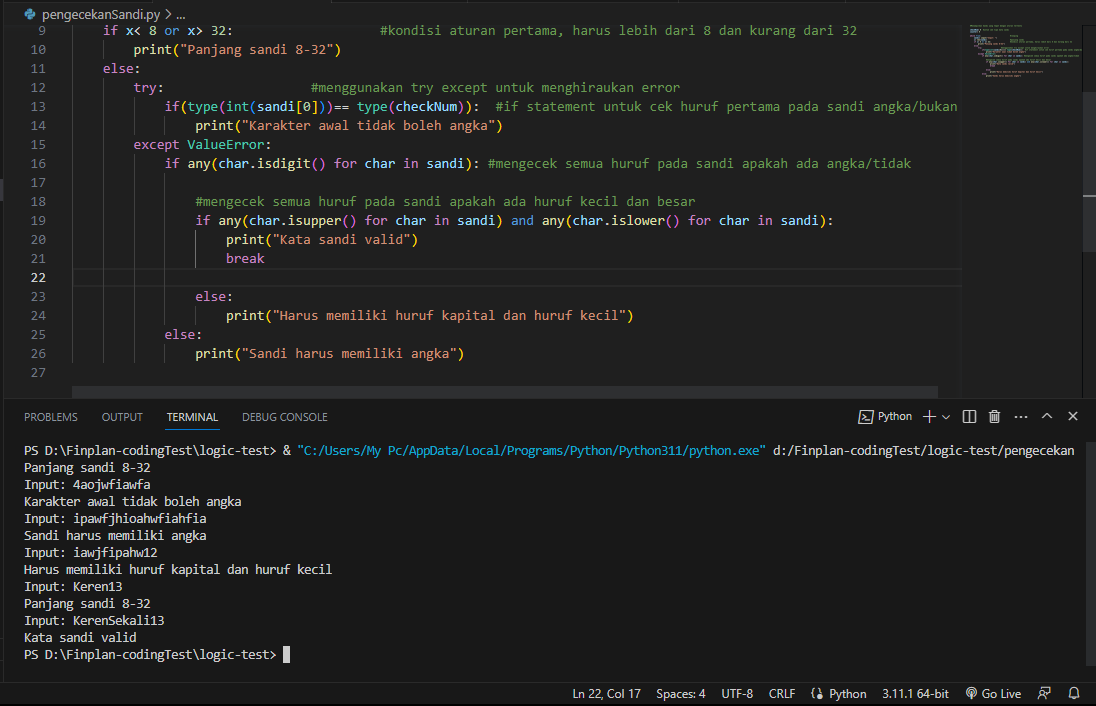 pengecekanSandi.py > ...
9 if x< 8 or x> 32: #kondisi aturan pertama, harus lebih dari 8 dan kurang dari 32
10 print("Panjang sandi 8-32")
11 else:
12 try: #menggunakan try except untuk menghiraukan error
13 if(type(int(sandi[0]))== type(checkNum)): #if statement untuk cek huruf pertama pada sandi angka/bukan
14 print("Karakter awal tidak boleh angka")
15 except ValueError:
16 if any(char.isdigit() for char in sandi): #mengecek semua huruf pada sandi apakah ada angka/tidak
17
18 #mengecek semua huruf pada sandi apakah ada huruf kecil dan besar
19 if any(char.isupper() for char in sandi) and any(char.islower() for char in sandi):
20 print("Kata sandi valid")
21 break
22
23 else:
24 print("Harus memiliki huruf kapital dan huruf kecil")
25 else:
26 print("Sandi harus memiliki angka")
27
PROBLEMS OUTPUT TERMINAL DEBUG CONSOLE Python
PS D:\Finplan-codingTest\logic-test> & "C:/Users/My Pc/AppData/Local/Programs/Python/Python311/python.exe" d:/Finplan-codingTest/logic-test/pengecekan
Panjang sandi 8-32
Input: 4aojwfiawfa
Karakter awal tidak boleh angka
Input: ipawfjhioahwfiahfia
Sandi harus memiliki angka
Input: iawjfipahw12
Harus memiliki huruf kapital dan huruf kecil
Input: Keren13
Panjang sandi 8-32
Input: KerenSekali13
Kata sandi valid
PS D:\Finplan-codingTest\logic-test>
Ln 22, Col 17 Spaces: 4 UTF-8 CRLF Python 3.11.1 64-bit Go Live